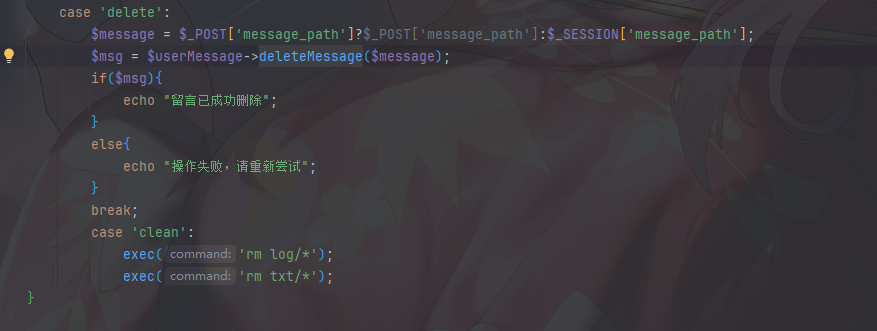 case 'delete':
$message = $_POST['message_path']?$_POST['message_path']:$_SESSION['message_path'];
$msg = $userMessage->deleteMessage($message);
if($msg){
echo "留言已成功删除";
}
else{
echo "操作失败，请重新尝试";
}
break;
case 'clean':
exec( command: 'rm log/*');
exec( command: 'rm txt/*');
}